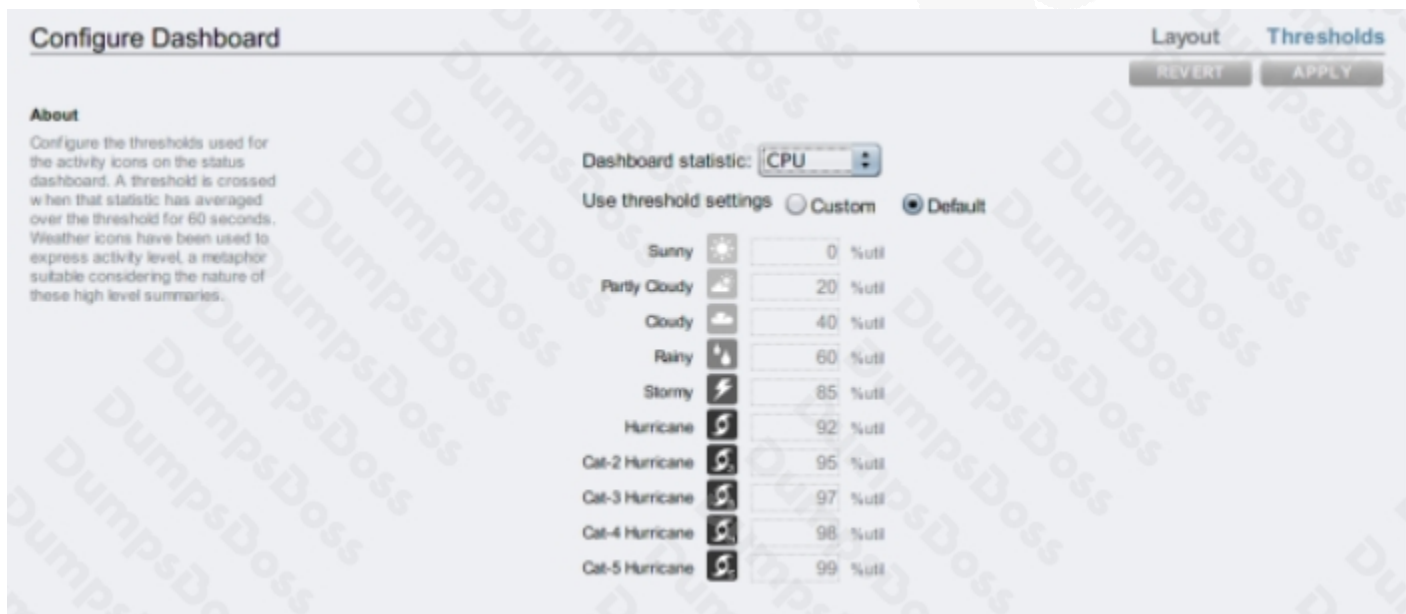 Configure Dashboard
Layout Thresholds
REVERT APPLY
About
Configure the thresholds used for
the activity icons on the status
dashboard. A threshold is crossed
when that statistic has averaged
over the threshold for 60 seconds.
Weather icons have been used to
express activity level, a metaphor
suitable considering the nature of
these high level summaries.
Dashboard statistic: CPU
Use threshold settings Custom Default
Sunny 0 %util
Partly Cloudy 20 %util
Cloudy 40 %util
Rainy 60 %util
Stormy 85 %util
Hurricane 92 %util
Cat-2 Hurricane 95 %util
Cat-3 Hurricane 97 %util
Cat-4 Hurricane 98 %util
Cat-5 Hurricane 99 %util
DumpsDoss